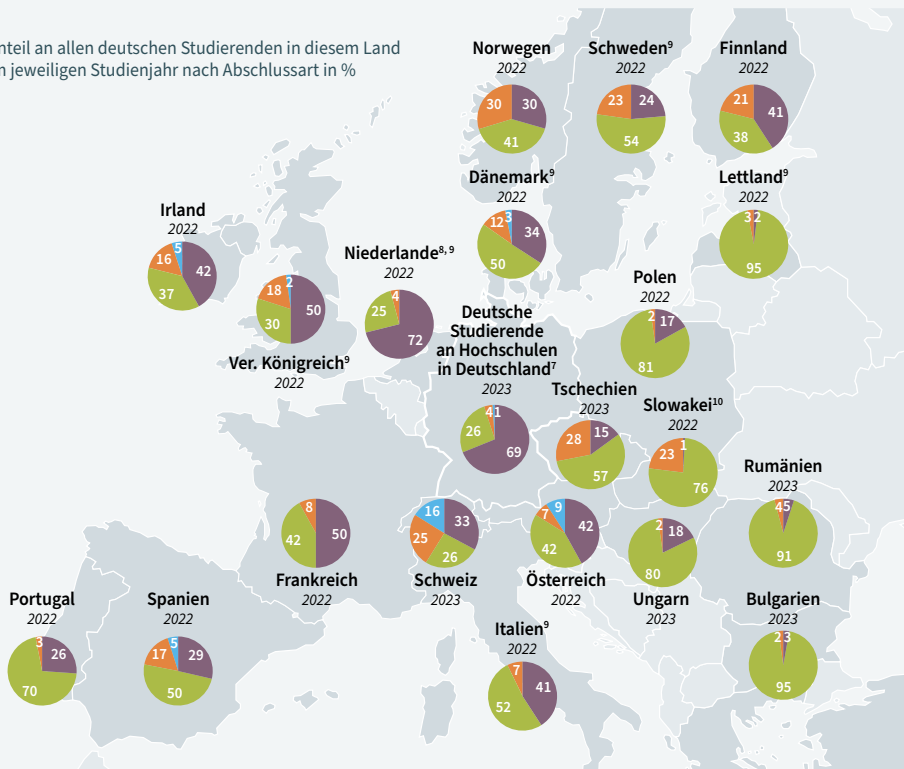 nteil an allen deutschen Studierenden in diesem Land
n jeweiligen Studienjahr nach Abschlussart in %
Norwegen
2022
30 30
41
Schweden⁹
2022
23 24
54
Finnland
2022
21 41
38
Dänemark⁹
2022
12 3
34
50
Lettland⁹
2022
3 2
95
Irland
2022
5
16 42
37
Ver. Königreich⁹
2022
2
18 50
30
Niederlande⁸, ⁹
2022
4
25
72
Polen
2022
2 17
81
Deutsche
Studierende
an Hochschulen
in Deutschland⁷
2023
4 1
26
69
Tschechien
2023
28 15
57
Slowakei¹⁰
2022
1
23
76
Rumänien
2023
4 5
91
8
42 50
Frankreich
2022
16 33
25 26
Schweiz
2023
9
7 42
42
Österreich
2022
2 18
80
Ungarn
2023
Bulgarien
2023
2 3
95
Portugal
2022
3
26
70
Spanien
2022
5
17 29
50
Italien⁹
2022
7
41
52